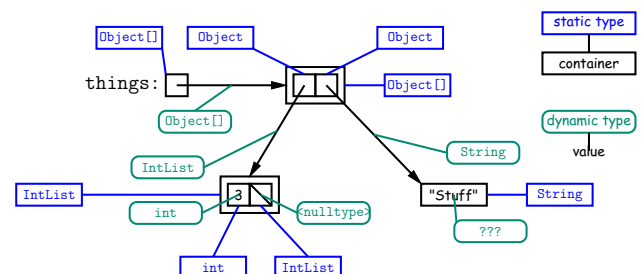 static type
Object[]
Object
Object
container
things:
Object[]
Object[]
dynamic type
value
String
IntList
IntList
3
"Stuff"
String
int
<nulltype>
???
int
IntList